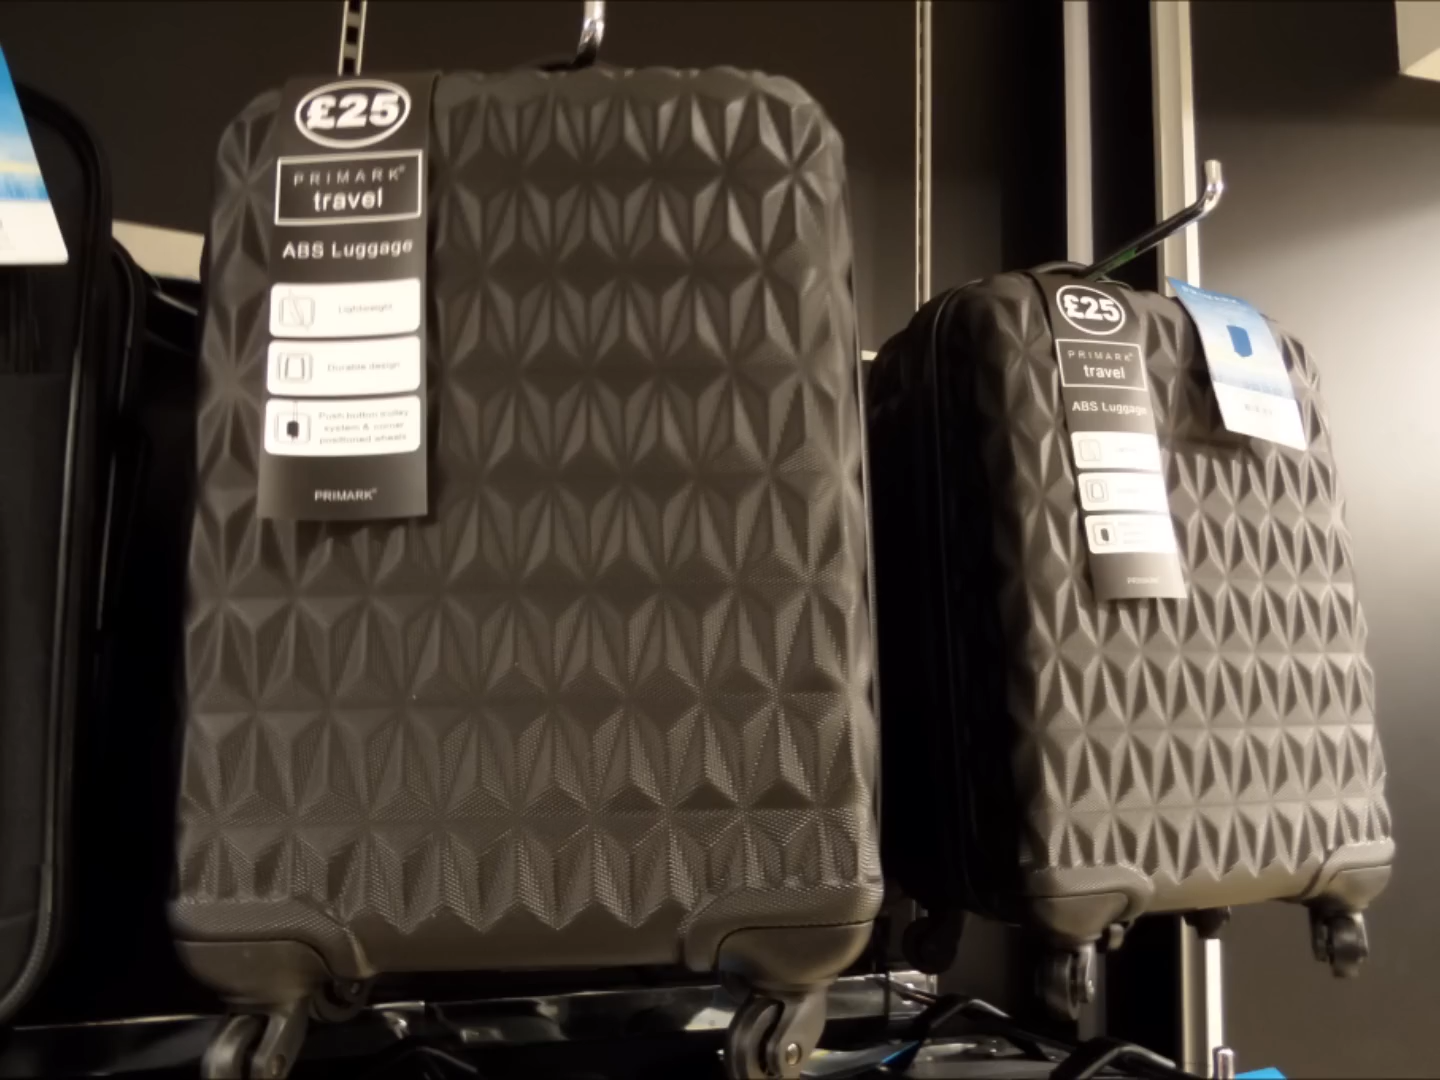 £25
PRIMARK®
travel
ABS Luggage
Lightweight
Durable design
Push button trolley
system & corner
positioned wheels
PRIMARK®
£25
PRIMARK®
travel
ABS Luggage
PRIMARK®
PRIMARK